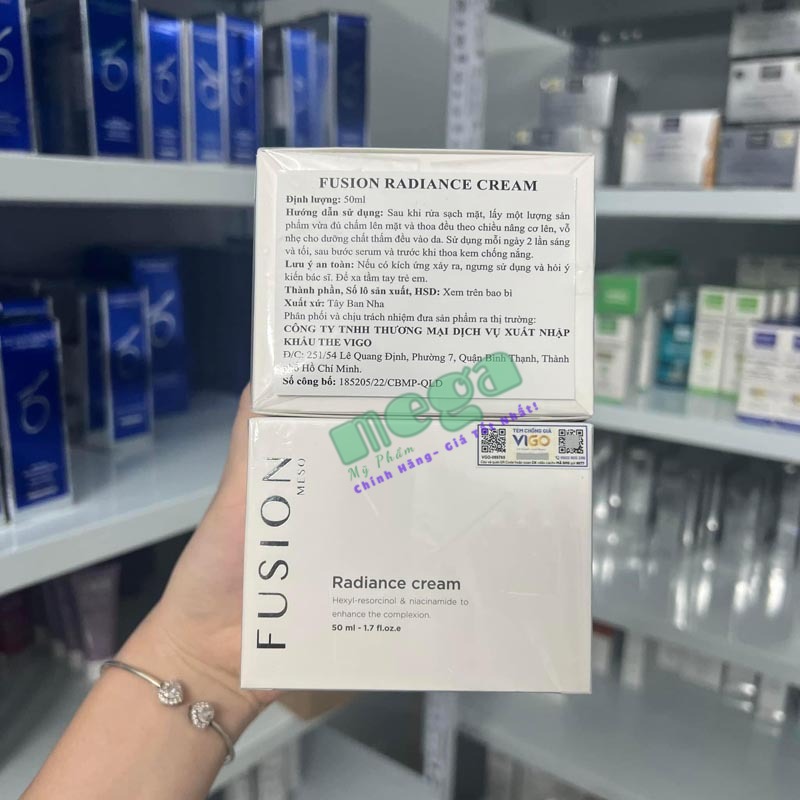 FUSION RADIANCE CREAM
Định lượng: 50ml
Hướng dẫn sử dụng: Sau khi rửa sạch mặt, lấy một lượng sản
phẩm vừa đủ chấm lên mặt và thoa đều theo chiều nâng cơ lên, vỗ
nhẹ cho dưỡng chất thấm đều vào da. Sử dụng mỗi ngày 2 lần sáng
và tối, sau bước serum và trước khi thoa kem chống nắng.
Lưu ý an toàn: Nếu có kích ứng xảy ra, ngưng sử dụng và hỏi ý
kiến bác sĩ. Để xa tầm tay trẻ em.
Thành phần, Số lô sản xuất, HSD: Xem trên bao bì
Xuất xứ: Tây Ban Nha
Phân phối và chịu trách nhiệm đưa sản phẩm ra thị trường:
CÔNG TY TNHH THƯƠNG MẠI DỊCH VỤ XUẤT NHẬP
KHẨU THE VIGO
Đ/C: 251/54 Lê Quang Định, Phường 7, Quận Bình Thạnh, Thành
phố Hồ Chí Minh.
Số công bố: 185205/22/CBMP-QLD
mega
Mỹ Phẩm
Chính Hãng- Giá Tốt Nhất!
TEM CHỐNG GIẢ
VIGO
FUSION
MESO
Radiance cream
Hexyl-resorcinol & niacinamide to
enhance the complexion.
50 ml - 1.7 fl.oz.e